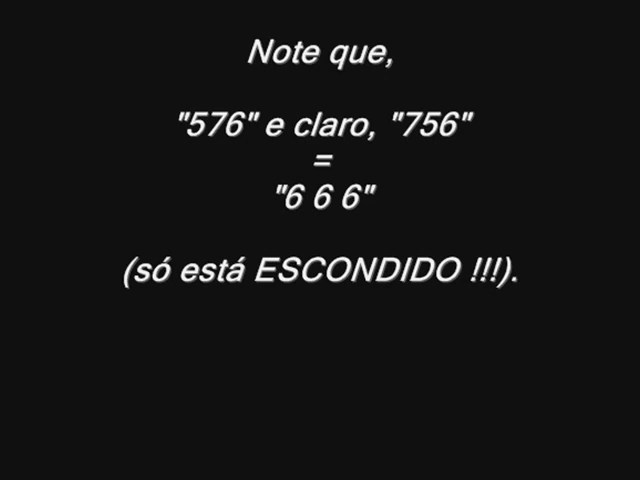 Note que,
"576" e claro, "756"
=
"6 6 6"
(só está ESCONDIDO !!!).